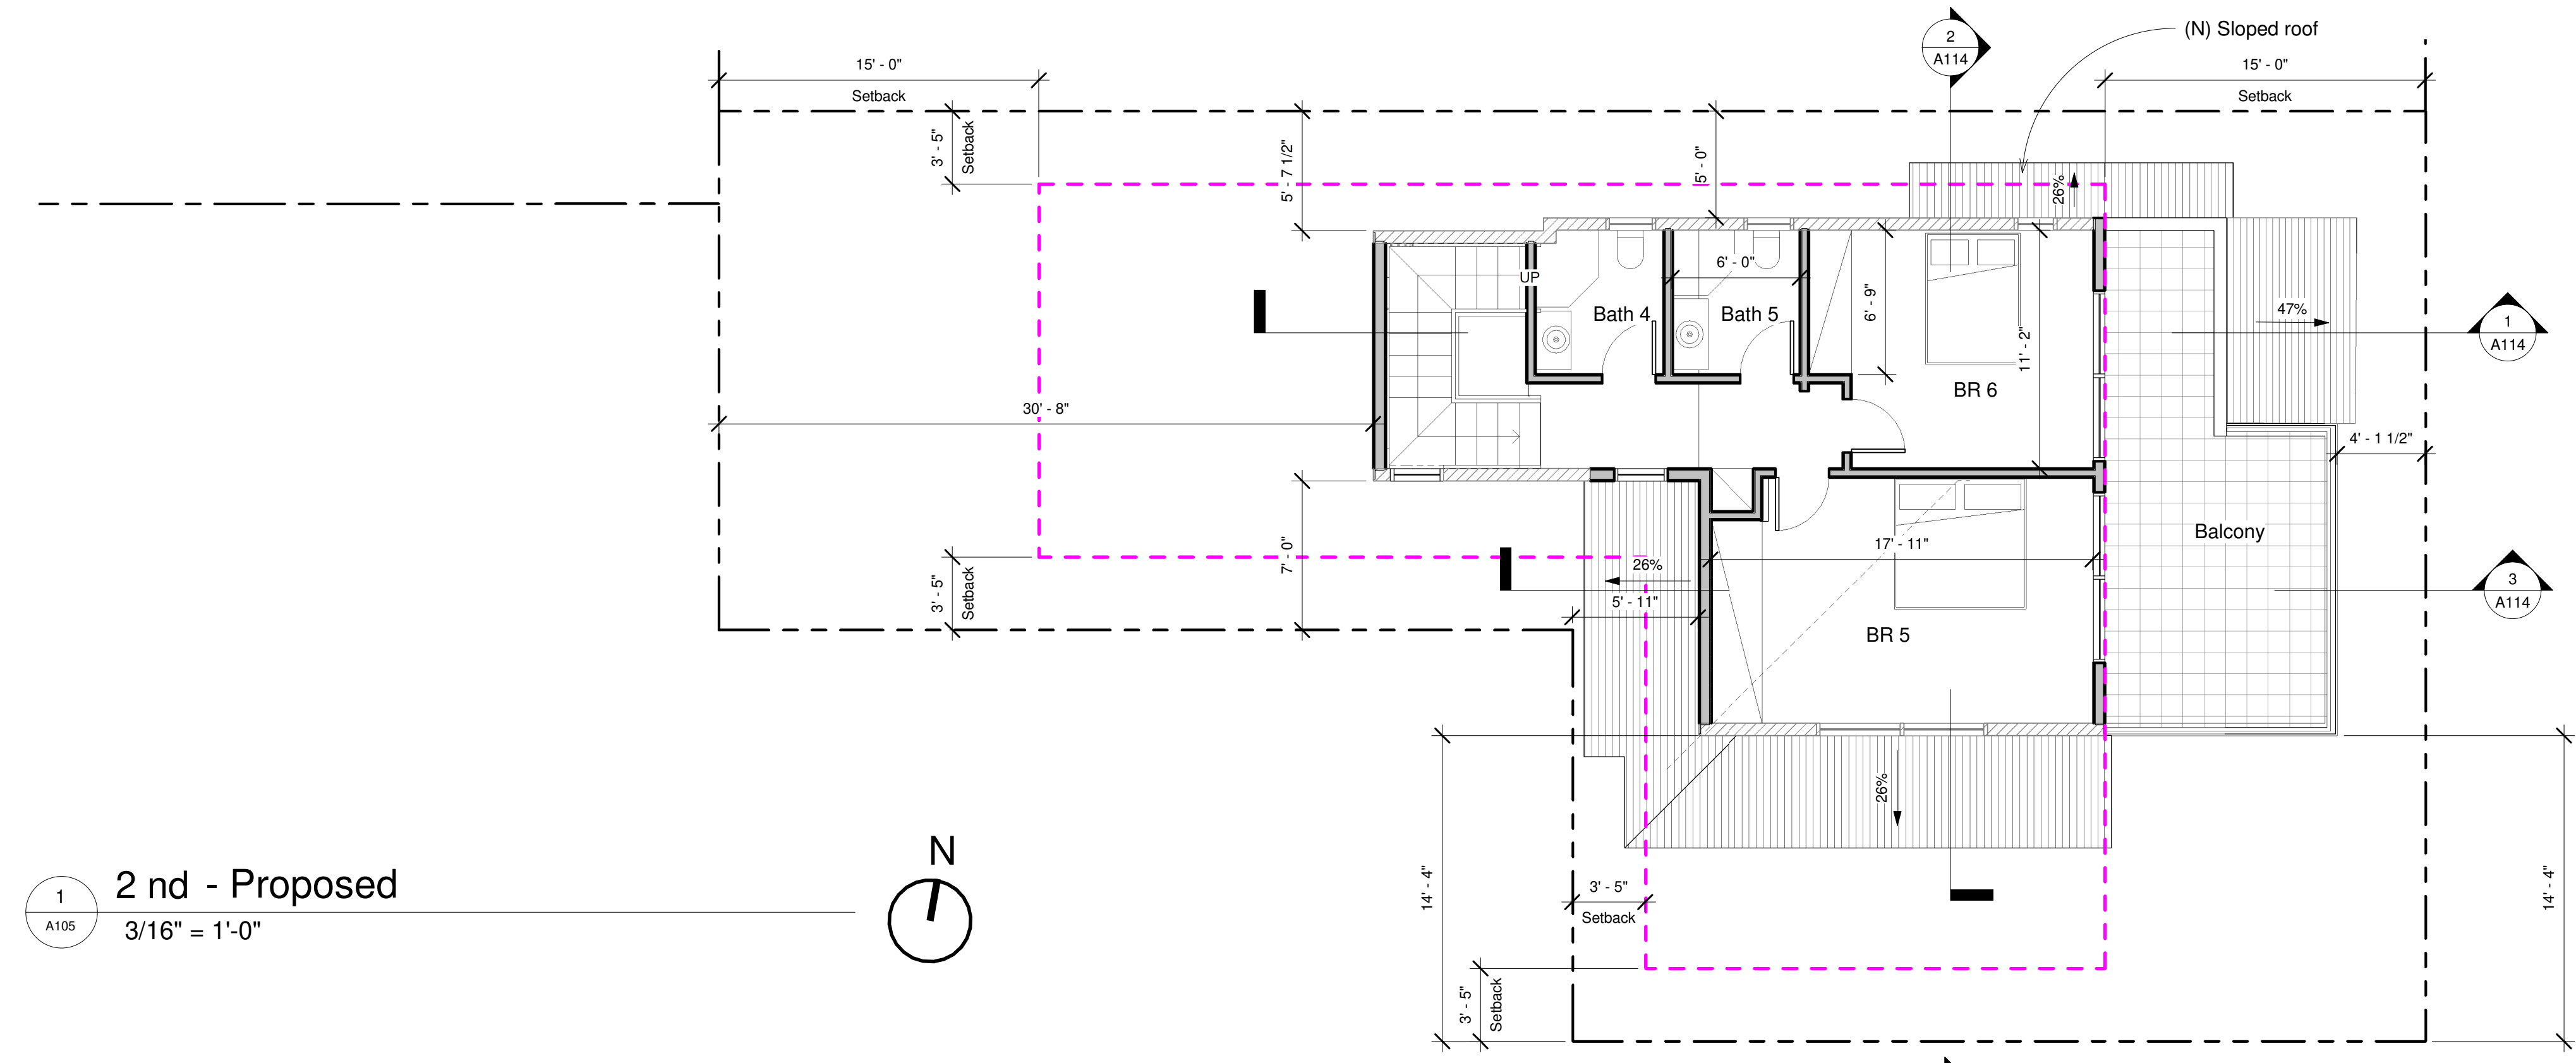 2
A114
(N) Sloped roof
15' - 0"
Setback
15' - 0"
Setback
3' - 5"
Setback
5' - 7 1/2"
5' - 0"
26%
UP
6' - 0"
Bath 4
Bath 5
6' - 9"
11' - 2"
BR 6
47%
1
A114
30' - 8"
4' - 1 1/2"
Balcony
17' - 11"
7' - 0"
3' - 5"
Setback
26%
5' - 11"
3
A114
BR 5
26%
14' - 4"
3' - 5"
Setback
14' - 4"
3' - 5"
Setback
N
1
A105
2 nd - Proposed
3/16" = 1'-0"